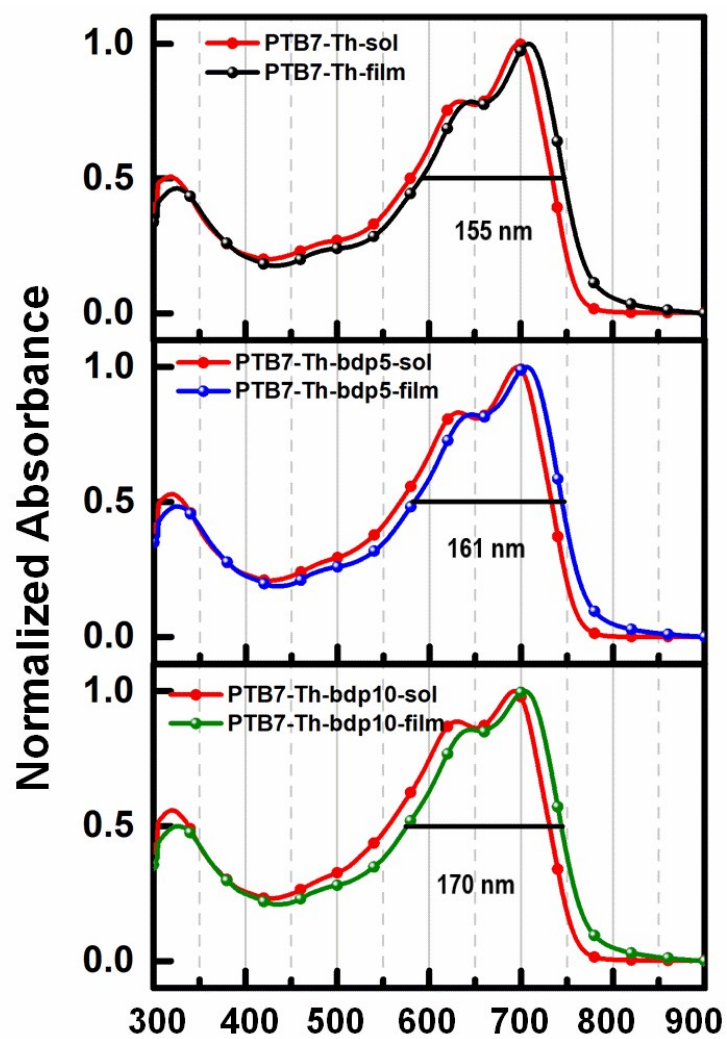 Normalized Absorbance
1.0
0.5
0.0
PTB7-Th-sol
PTB7-Th-film
155 nm
1.0
0.5
0.0
PTB7-Th-bdp5-sol
PTB7-Th-bdp5-film
161 nm
1.0
0.5
0.0
PTB7-Th-bdp10-sol
PTB7-Th-bdp10-film
170 nm
300 400 500 600 700 800 900